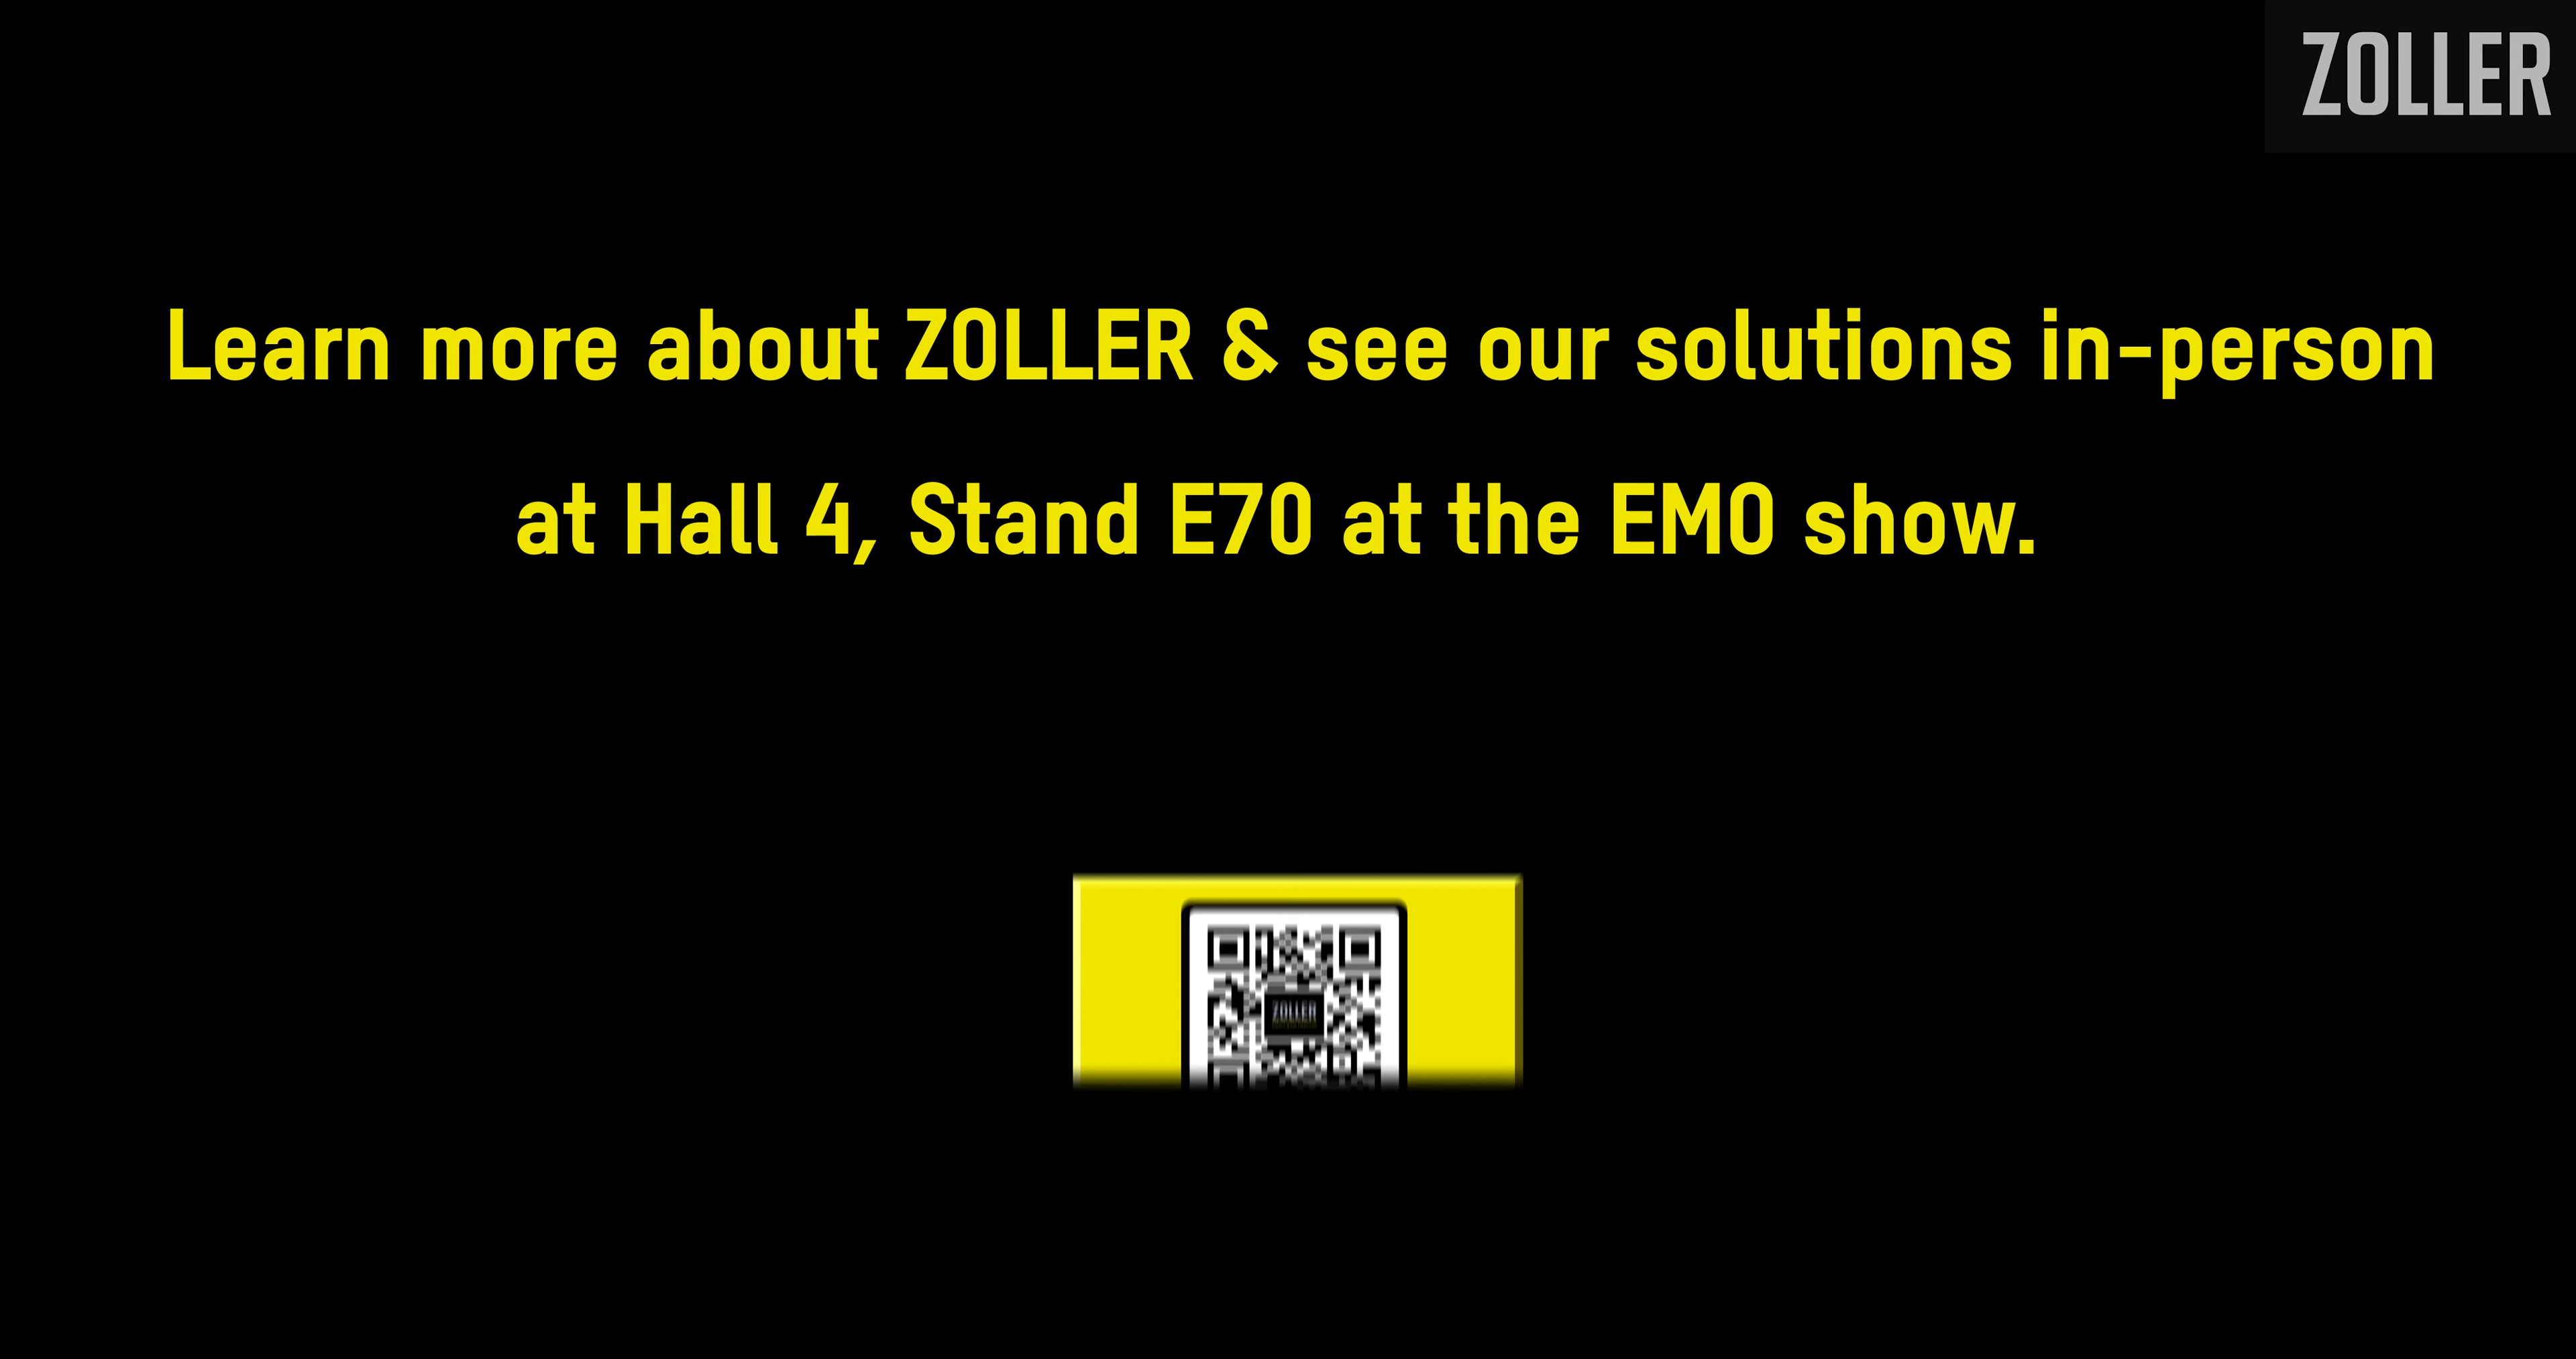 ZOLLER
Learn more about ZOLLER & see our solutions in-person
at Hall 4, Stand E70 at the EMO show.
ZOLLER